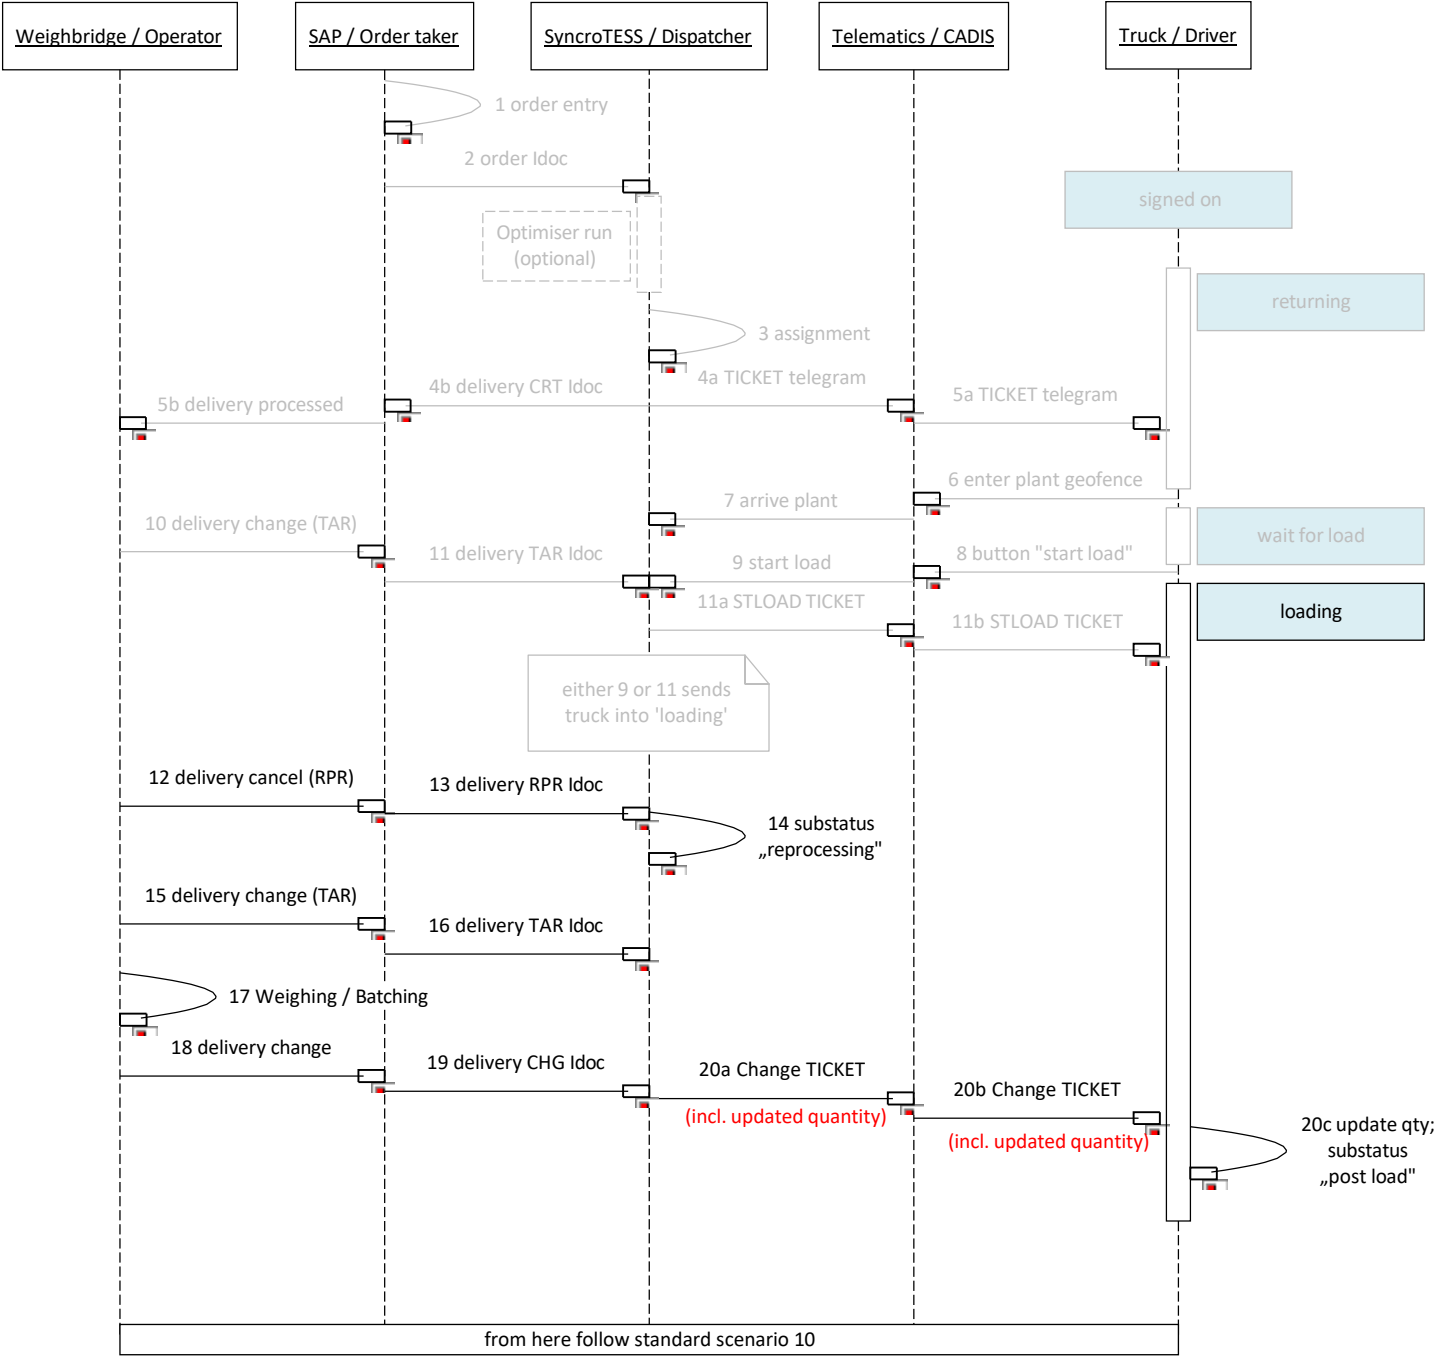 Weighbridge / Operator
SAP / Order taker
SyncroTESS / Dispatcher
Telematics / CADIS
Truck / Driver
1 order entry
2 order Idoc
signed on
Optimiser run
(optional)
returning
3 assignment
4b delivery CRT Idoc
4a TICKET telegram
5b delivery processed
5a TICKET telegram
6 enter plant geofence
7 arrive plant
10 delivery change (TAR)
wait for load
11 delivery TAR Idoc
9 start load
8 button "start load"
11a STLOAD TICKET
loading
11b STLOAD TICKET
either 9 or 11 sends
truck into 'loading'
12 delivery cancel (RPR)
13 delivery RPR Idoc
14 substatus
„reprocessing"
15 delivery change (TAR)
16 delivery TAR Idoc
17 Weighing / Batching
18 delivery change
19 delivery CHG Idoc
20a Change TICKET
(incl. updated quantity)
20b Change TICKET
(incl. updated quantity)
20c update qty;
substatus
„post load"
from here follow standard scenario 10